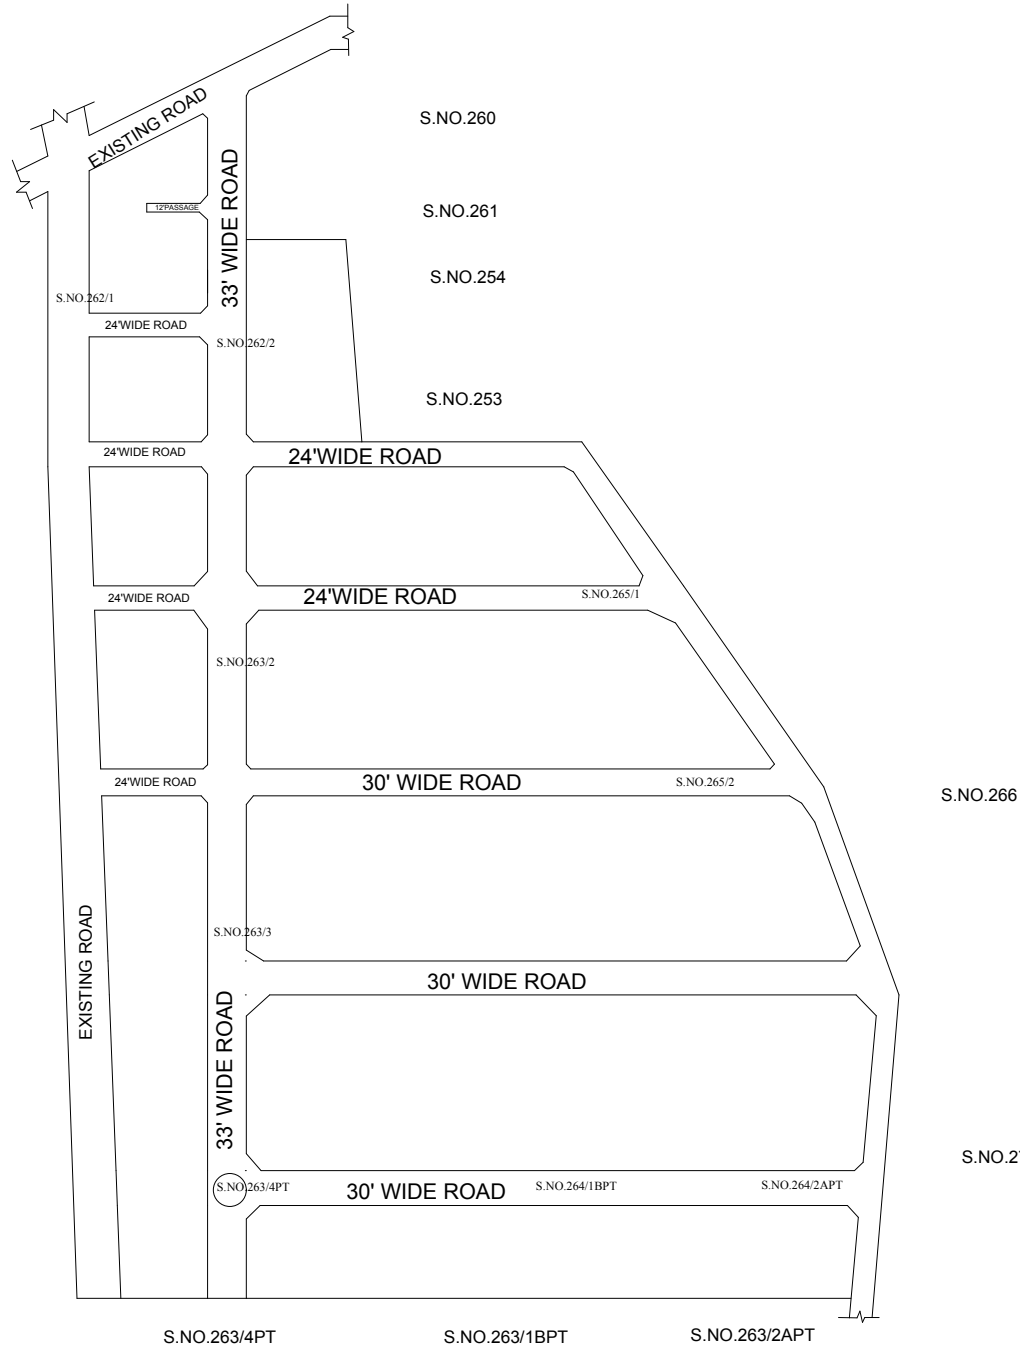 EXISTING ROAD
S.NO.260
33' WIDE ROAD
12'PASSAGE
S.NO.261
S.NO.254
S.NO.262/1
24'WIDE ROAD
S.NO.262/2
S.NO.253
24'WIDE ROAD
24'WIDE ROAD
24'WIDE ROAD
24'WIDE ROAD
S.NO.265/1
S.NO.263/2
24'WIDE ROAD
30' WIDE ROAD
S.NO.265/2
S.NO.266
EXISTING ROAD
S.NO.263/3
30' WIDE ROAD
33' WIDE ROAD
S.NO.263/4PT
30' WIDE ROAD
S.NO.264/1BPT
S.NO.264/2APT
S.NO.263/4PT
S.NO.263/1BPT
S.NO.263/2APT